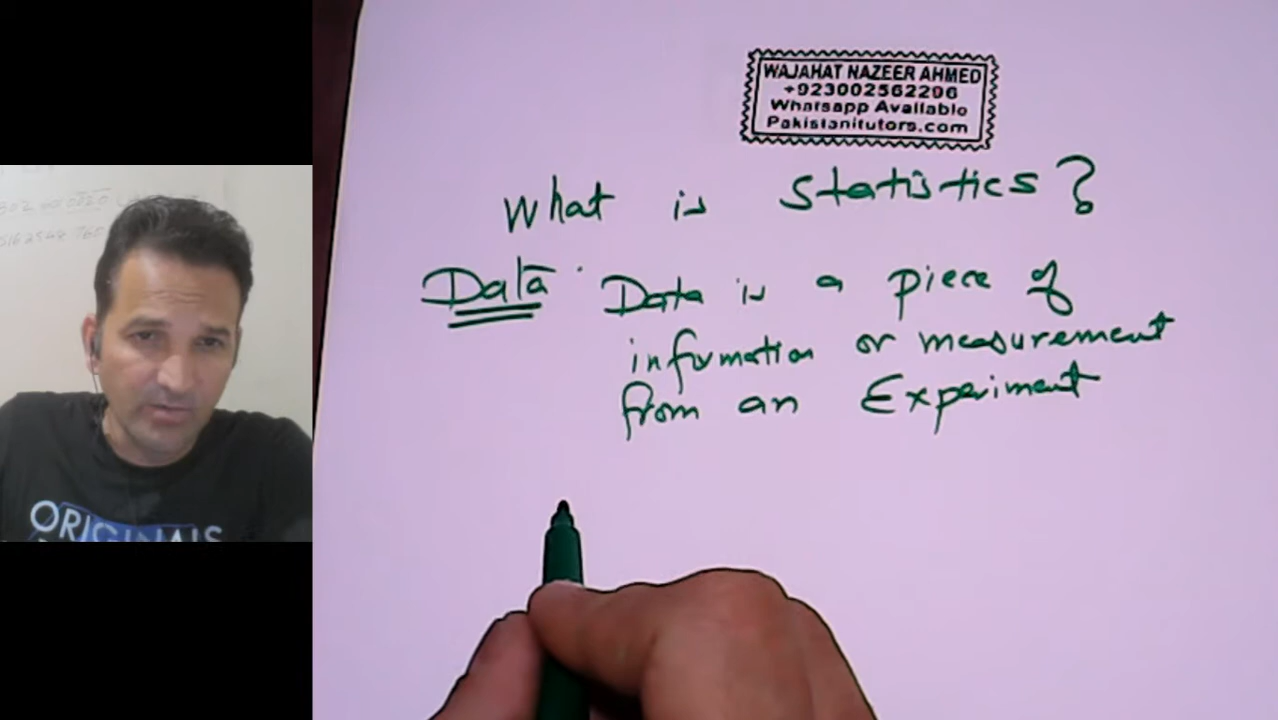 WAJAHAT NAZEER AHMED
+923002562296
Whatsapp Available
Pakistanitutors.com
What is Statistics?
Data: Data is a piece of
information or measurement
from an Experiment
ORIGINALS